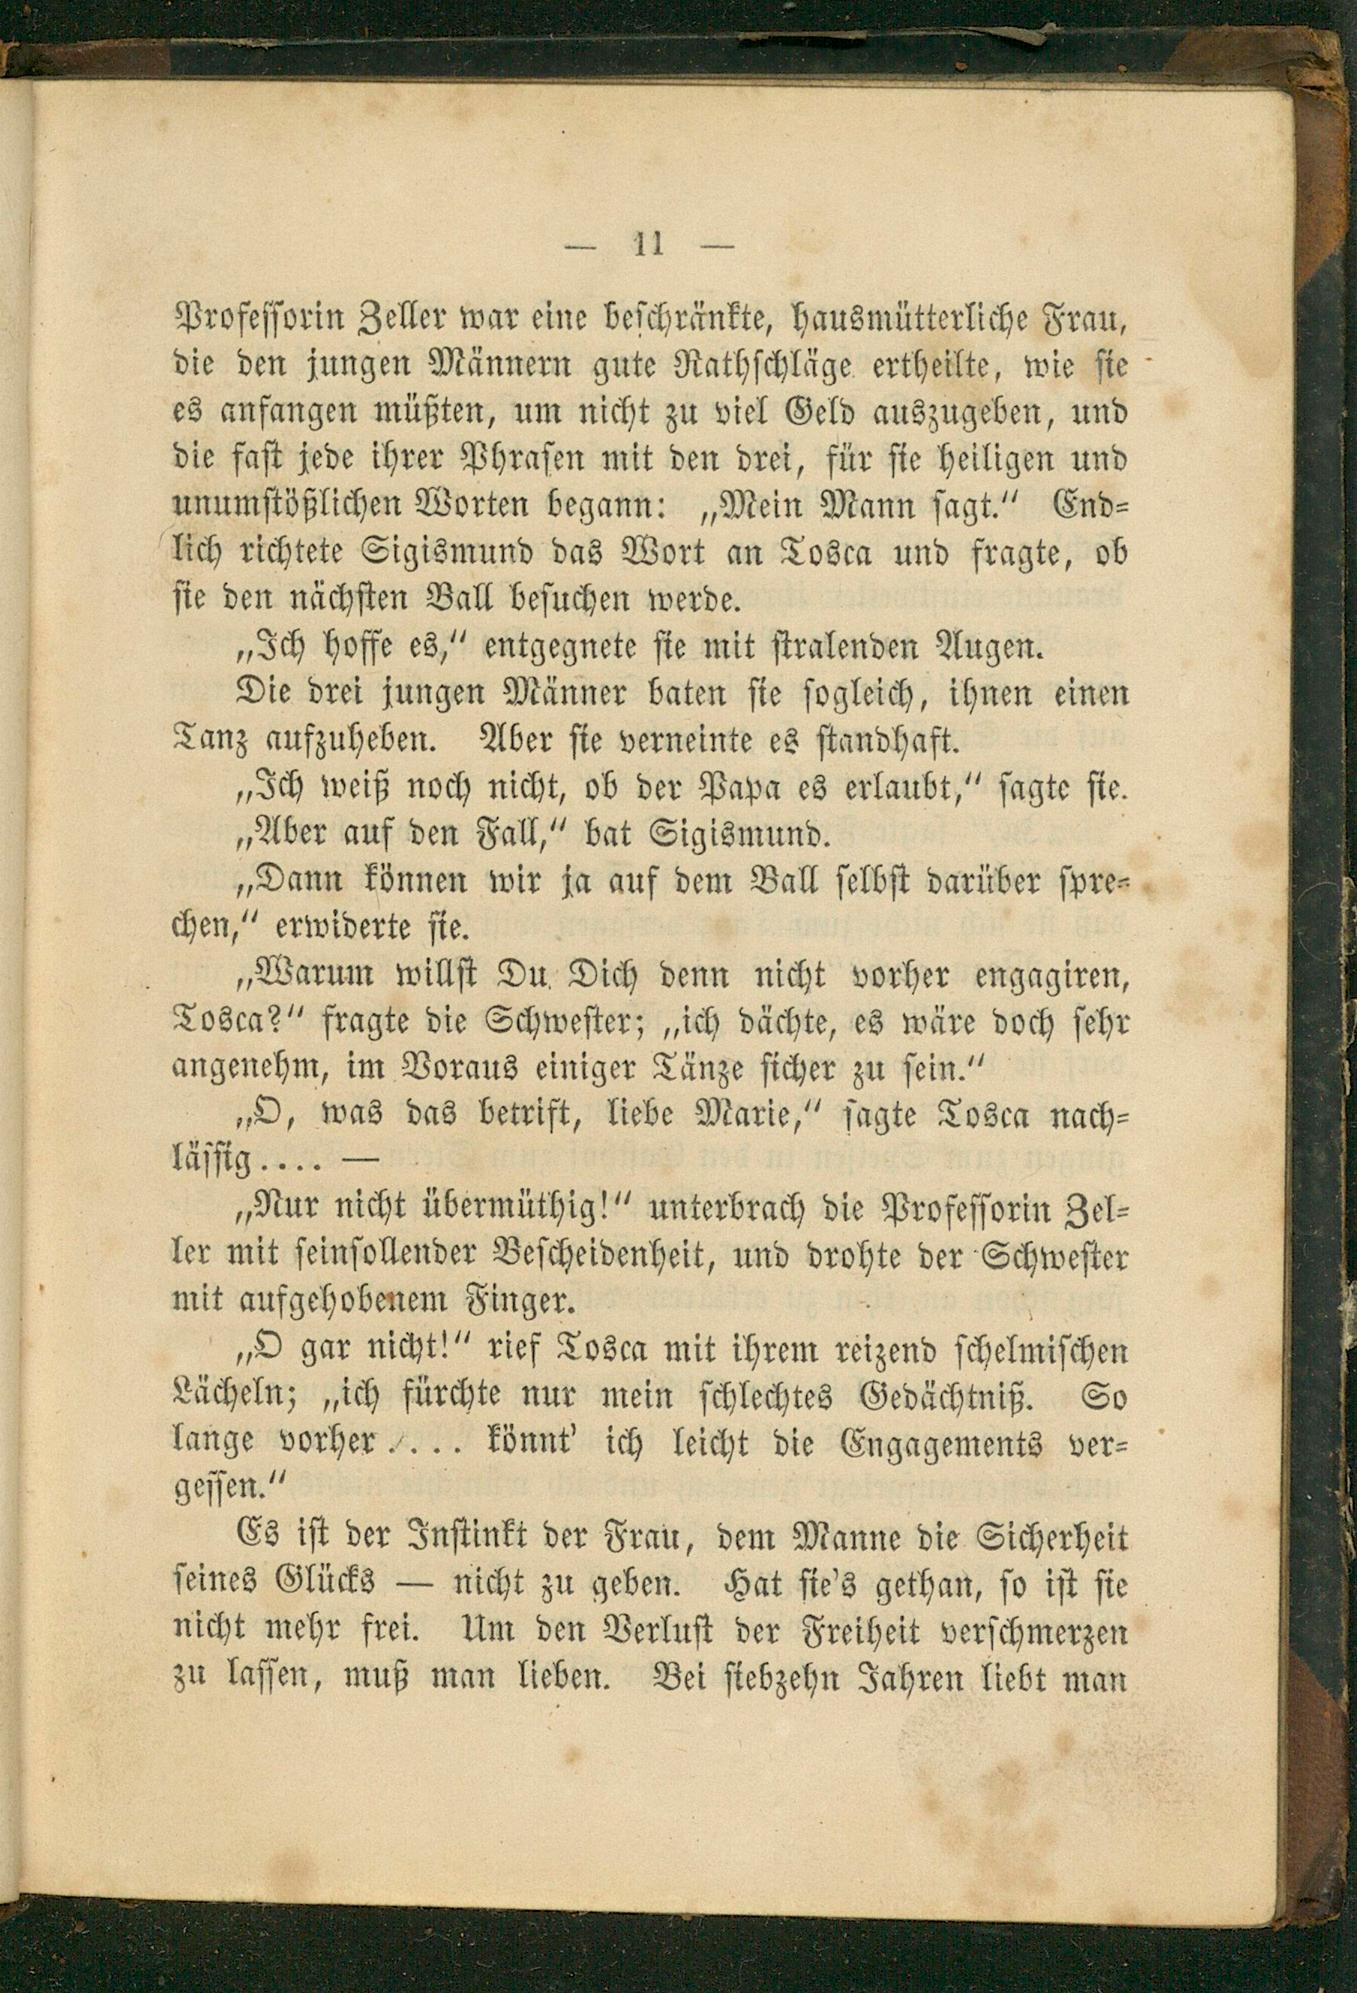 — 11 —
Professorin Zeller war eine beschränkte, hausmütterliche Frau,
die den jungen Männern gute Rathschläge ertheilte, wie sie
es anfangen müßten, um nicht zu viel Geld auszugeben, und
die fast jede ihrer Phrasen mit den drei, für sie heiligen und
unumstößlichen Worten begann: „Mein Mann sagt.“ End-
lich richtete Sigismund das Wort an Tosca und fragte, ob
sie den nächsten Ball besuchen werde.
„Ich hoffe es,“ entgegnete sie mit stralenden Augen.
Die drei jungen Männer baten sie sogleich, ihnen einen
Tanz aufzuheben. Aber sie verneinte es standhaft.
„Ich weiß noch nicht, ob der Papa es erlaubt,“ sagte sie.
„Aber auf den Fall,“ bat Sigismund.
„Dann können wir ja auf dem Ball selbst darüber spre-
chen,“ erwiderte sie.
„Warum willst Du Dich denn nicht vorher engagiren,
Tosca?“ fragte die Schwester; „ich dächte, es wäre doch sehr
angenehm, im Voraus einiger Tänze sicher zu sein.“
„O, was das betrift, liebe Marie,“ sagte Tosca nach-
lässig.... —
„Nur nicht übermüthig!“ unterbrach die Professorin Zel-
ler mit seinsollender Bescheidenheit, und drohte der Schwester
mit aufgehobenem Finger.
„O gar nicht!“ rief Tosca mit ihrem reizend schelmischen
Lächeln; „ich fürchte nur mein schlechtes Gedächtniß. So
lange vorher.... könnt' ich leicht die Engagements ver-
gessen.“
Es ist der Instinkt der Frau, dem Manne die Sicherheit
seines Glücks — nicht zu geben. Hat sie's gethan, so ist sie
nicht mehr frei. Um den Verlust der Freiheit verschmerzen
zu lassen, muß man lieben. Bei siebzehn Jahren liebt man